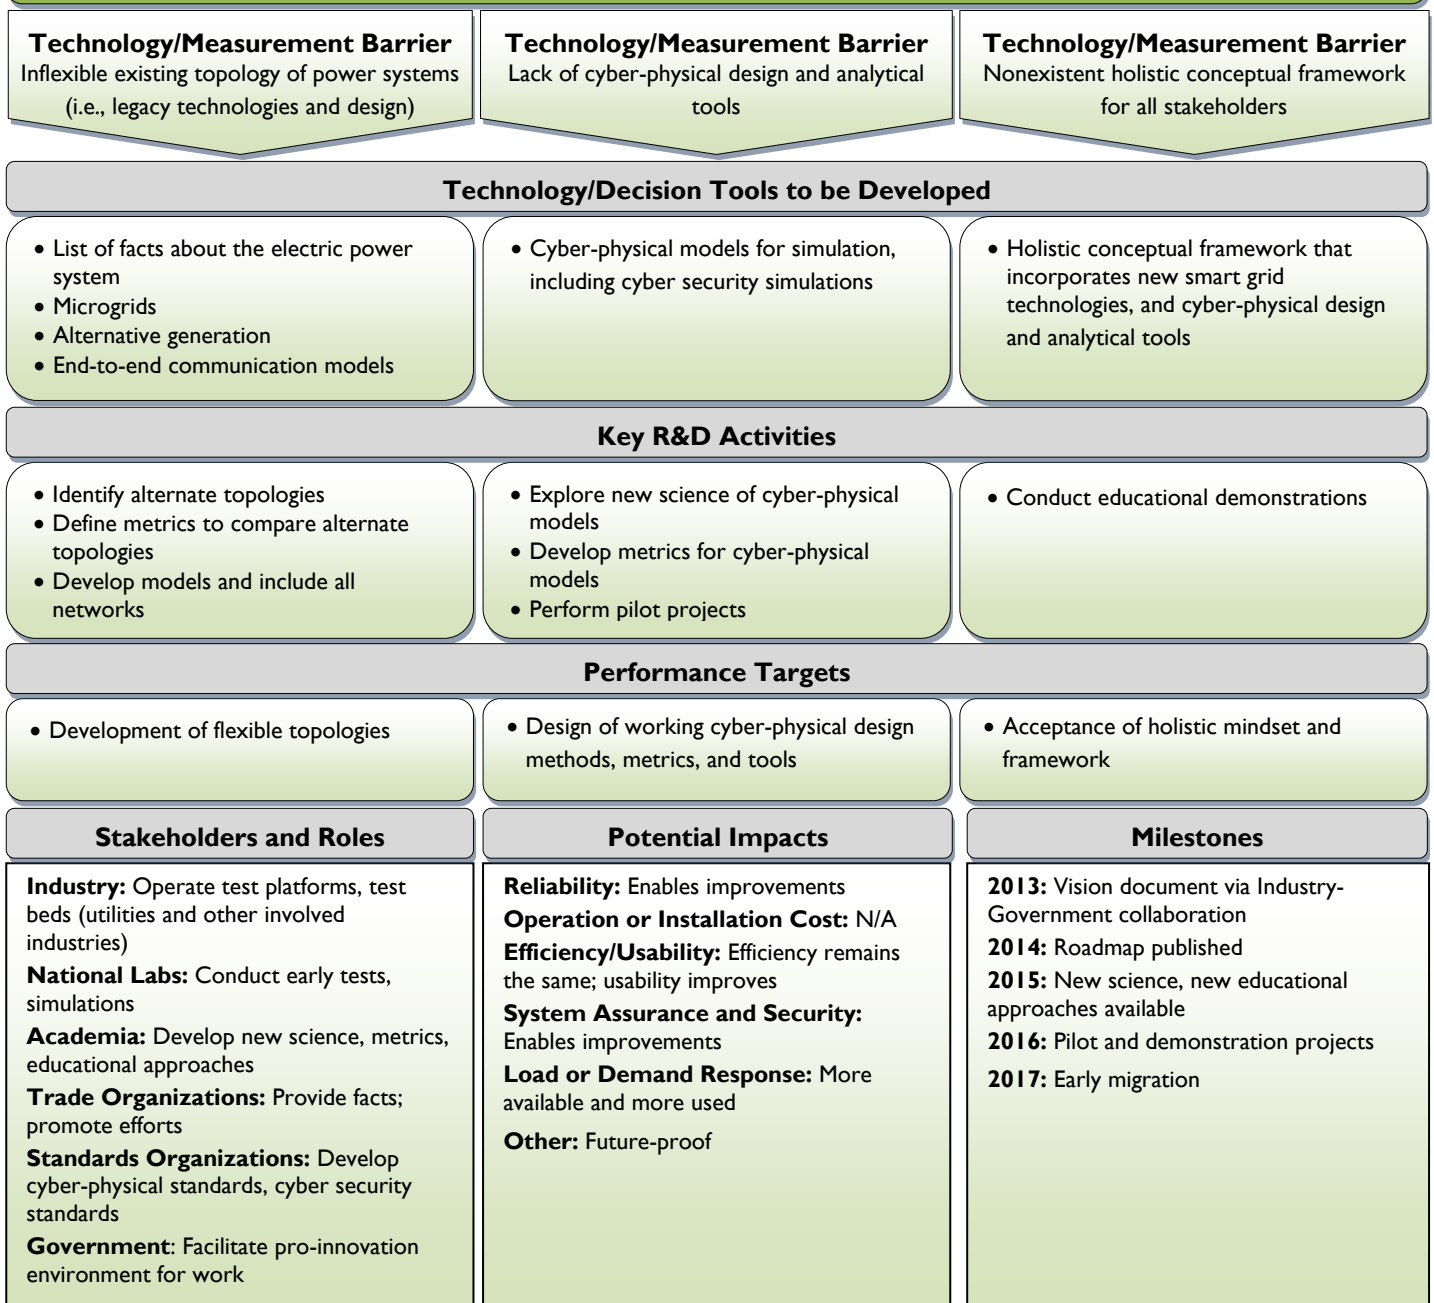 Technology/Measurement Barrier
Inflexible existing topology of power systems
(i.e., legacy technologies and design)
Technology/Measurement Barrier
Lack of cyber-physical design and analytical
tools
Technology/Measurement Barrier
Nonexistent holistic conceptual framework
for all stakeholders
Technology/Decision Tools to be Developed
• List of facts about the electric power
system
• Microgrids
• Alternative generation
• End-to-end communication models
• Cyber-physical models for simulation,
including cyber security simulations
• Holistic conceptual framework that
incorporates new smart grid
technologies, and cyber-physical design
and analytical tools
Key R&D Activities
• Identify alternate topologies
• Define metrics to compare alternate
topologies
• Develop models and include all
networks
• Explore new science of cyber-physical
models
• Develop metrics for cyber-physical
models
• Perform pilot projects
• Conduct educational demonstrations
Performance Targets
• Development of flexible topologies
• Design of working cyber-physical design
methods, metrics, and tools
• Acceptance of holistic mindset and
framework
Stakeholders and Roles
Industry: Operate test platforms, test
beds (utilities and other involved
industries)
National Labs: Conduct early tests,
simulations
Academia: Develop new science, metrics,
educational approaches
Trade Organizations: Provide facts;
promote efforts
Standards Organizations: Develop
cyber-physical standards, cyber security
standards
Government: Facilitate pro-innovation
environment for work
Potential Impacts
Reliability: Enables improvements
Operation or Installation Cost: N/A
Efficiency/Usability: Efficiency remains
the same; usability improves
System Assurance and Security:
Enables improvements
Load or Demand Response: More
available and more used
Other: Future-proof
Milestones
2013: Vision document via Industry-
Government collaboration
2014: Roadmap published
2015: New science, new educational
approaches available
2016: Pilot and demonstration projects
2017: Early migration